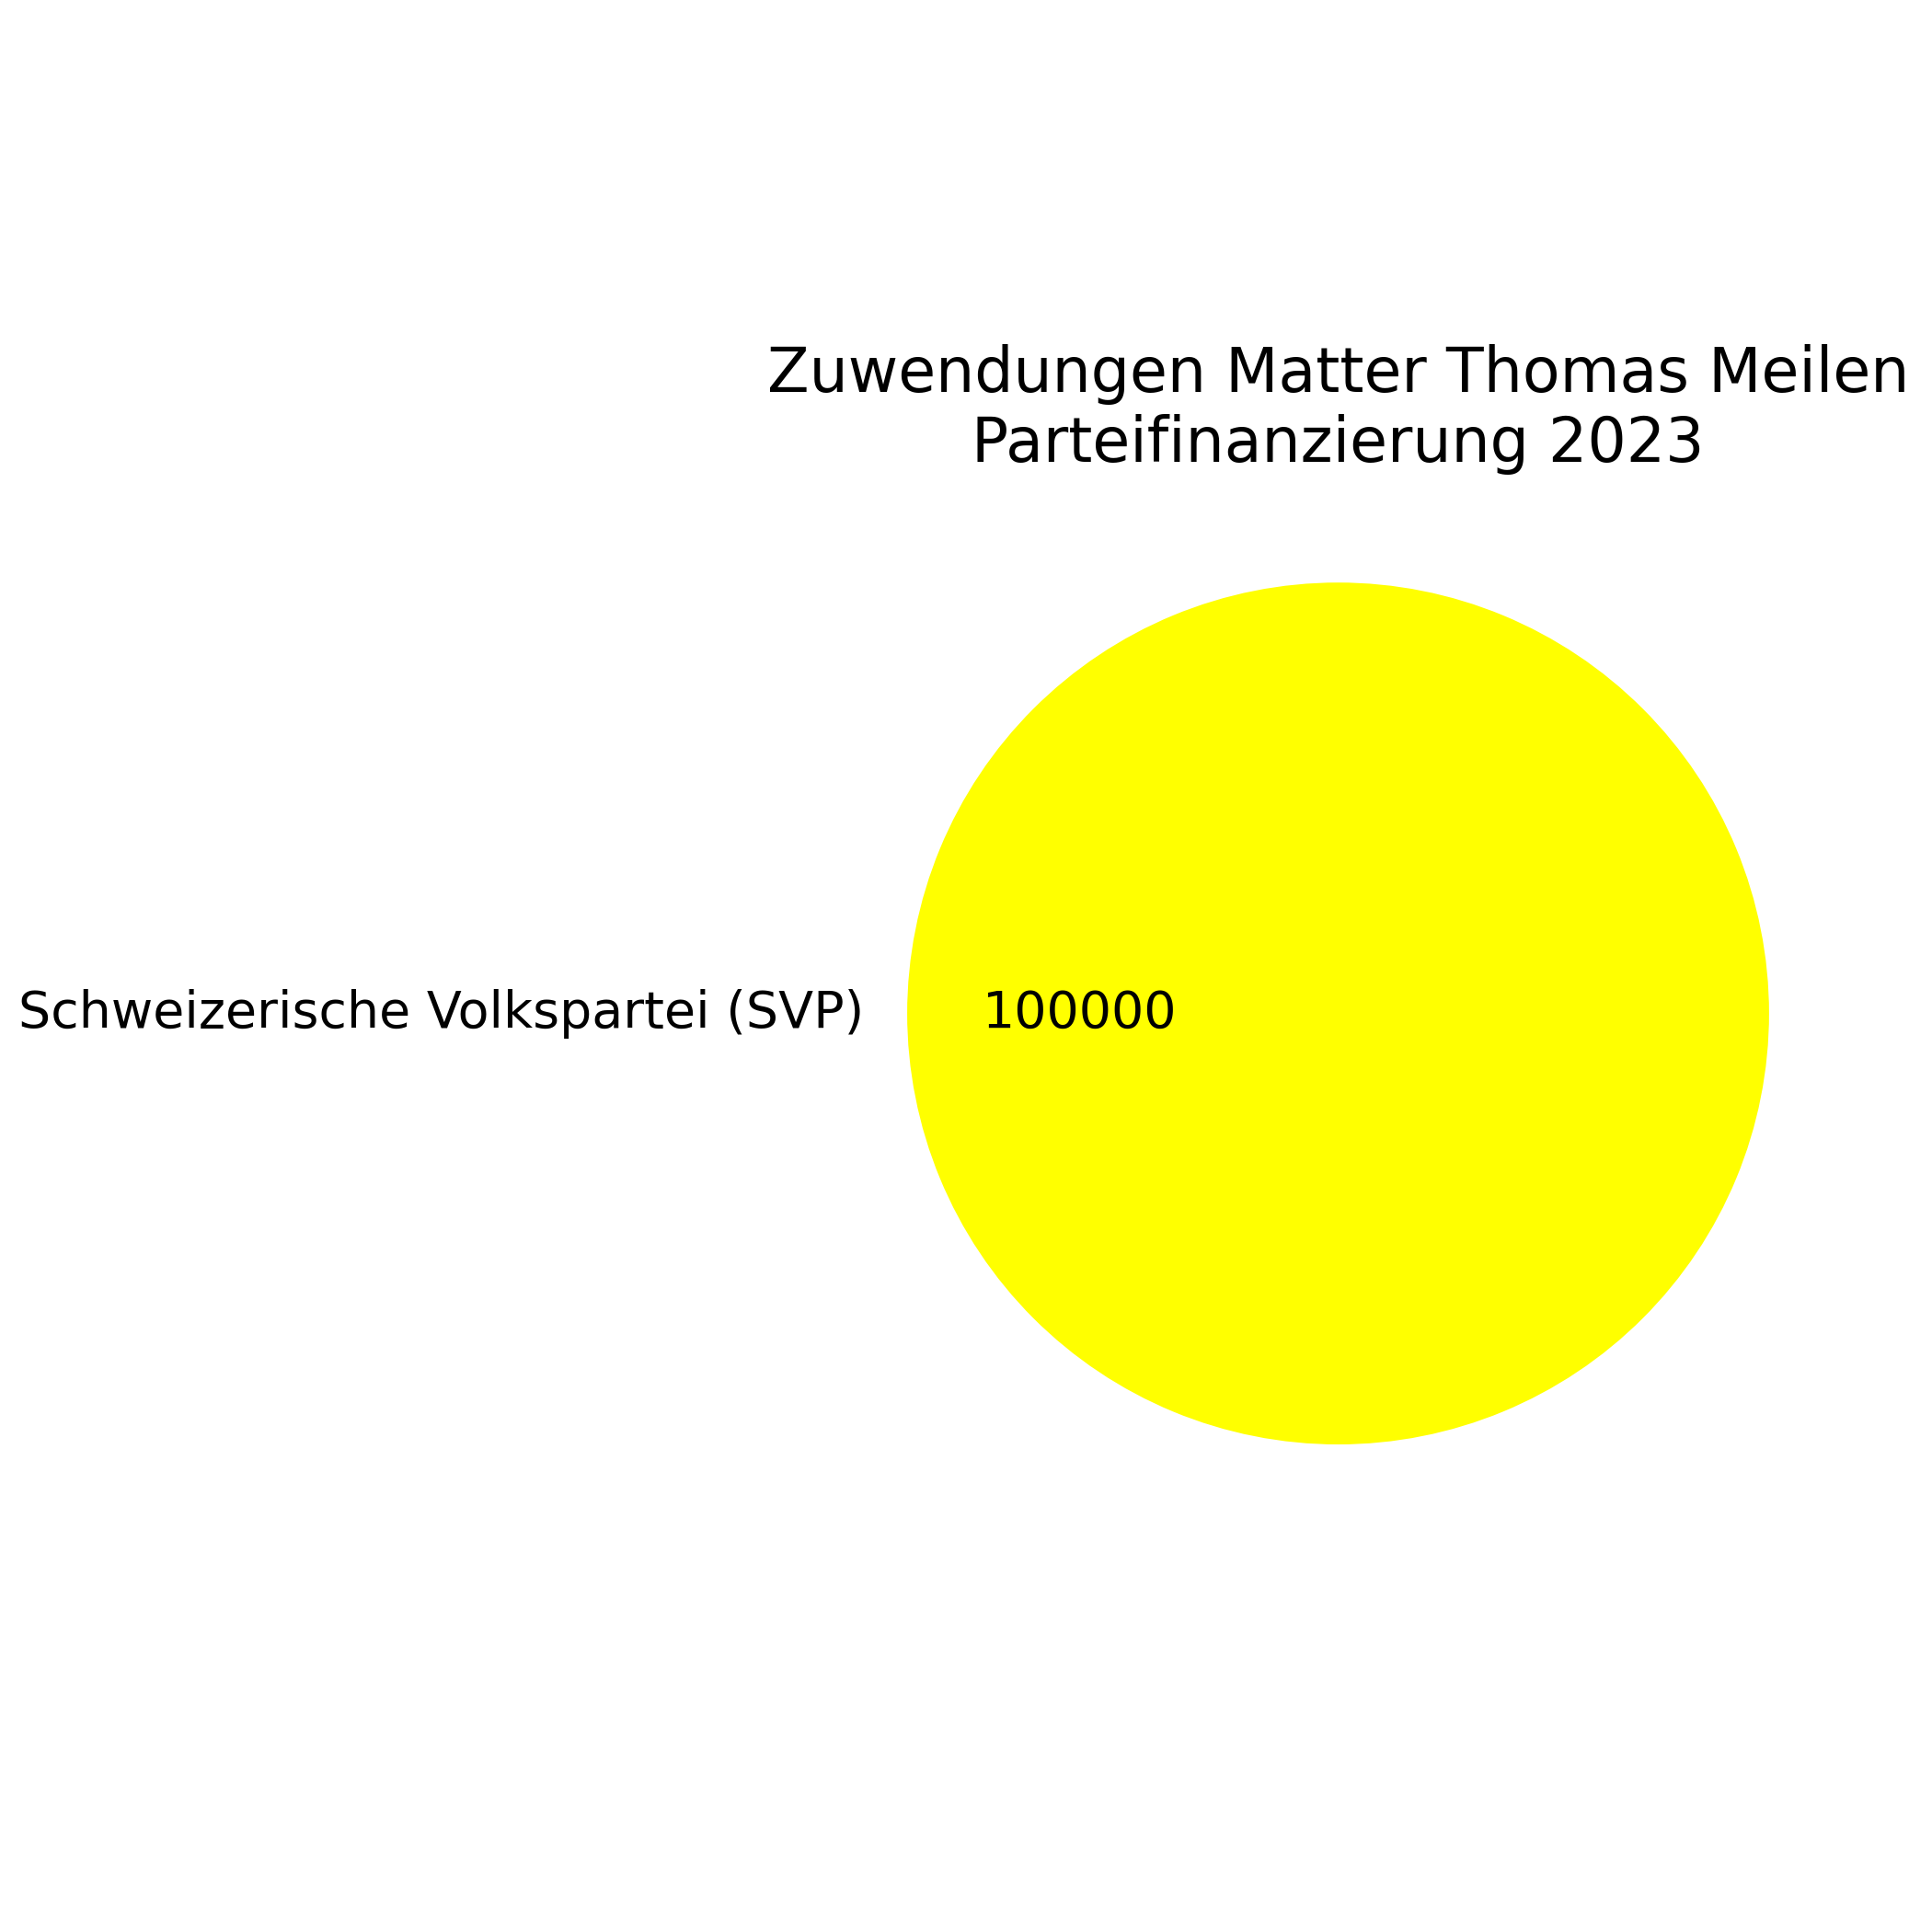 Zuwendungen Matter Thomas Meilen
Parteifinanzierung 2023
Schweizerische Volkspartei (SVP)
100000